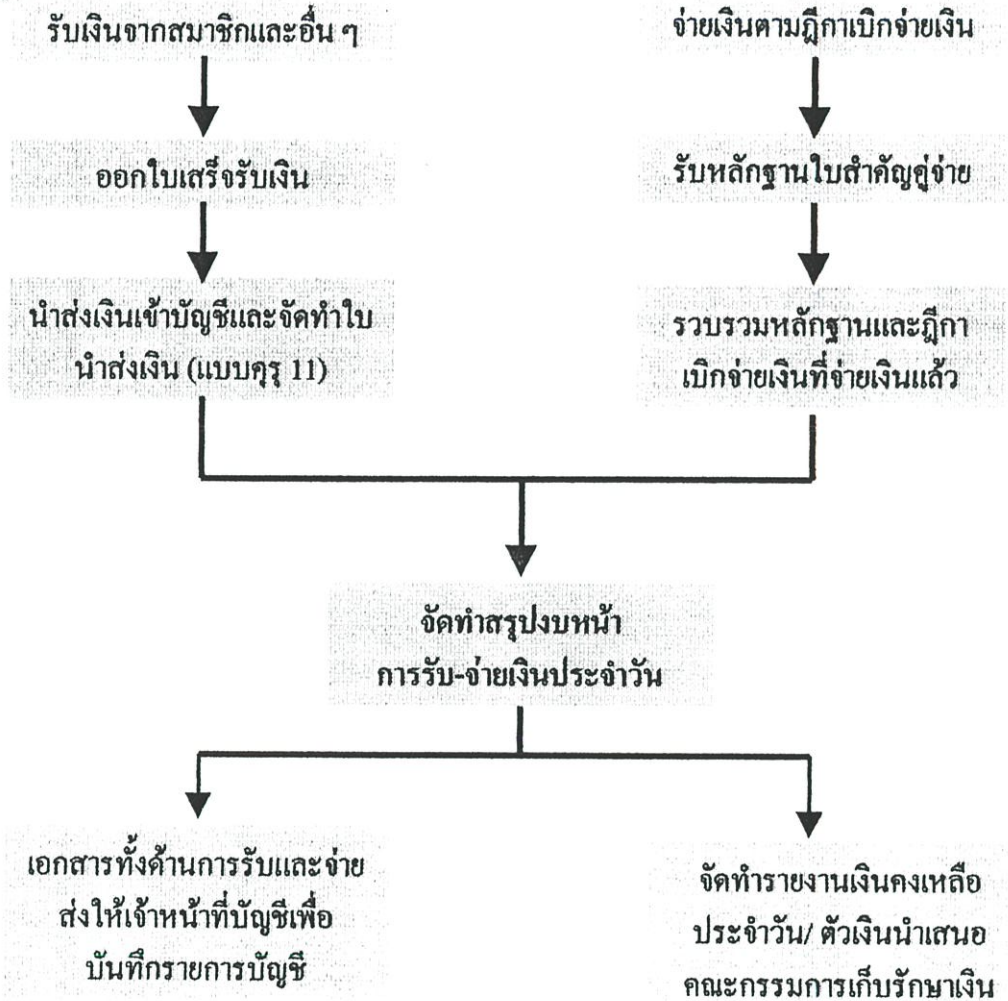 รับเงินจากสมาชิกและอื่น ๆ
จ่ายเงินตามฎีกาเบิกจ่ายเงิน
ออกใบเสร็จรับเงิน
รับหลักฐานใบสำคัญคู่จ่าย
นำส่งเงินเข้าบัญชีและจัดทำใบ
นำส่งเงิน (แบบคุรุ 11)
รวบรวมหลักฐานและฎีกา
เบิกจ่ายเงินที่จ่ายเงินแล้ว
จัดทำสรุปงบหน้า
การรับ-จ่ายเงินประจำวัน
เอกสารทั้งด้านการรับและจ่าย
ส่งให้เจ้าหน้าที่บัญชีเพื่อ
บันทึกรายการบัญชี
จัดทำรายงานเงินคงเหลือ
ประจำวัน/ ตัวเงินนำเสนอ
คณะกรรมการเก็บรักษาเงิน